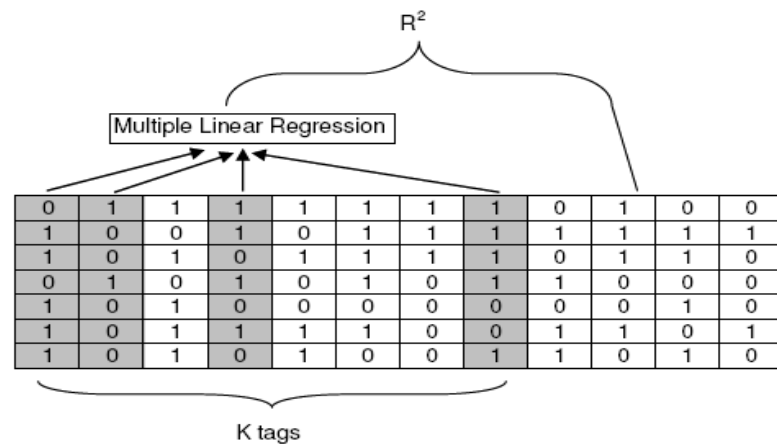 R²
Multiple Linear Regression
0 1 1 1 1 1 1 1 0 1 0 0
1 0 0 1 0 1 1 1 1 1 1 1
1 0 1 0 1 1 1 1 0 1 1 0
0 1 0 1 0 1 0 1 1 0 0 0
1 0 1 0 0 0 0 0 0 0 1 0
1 0 1 1 1 1 0 0 1 1 0 1
1 0 1 0 1 0 0 1 1 0 1 0
K tags